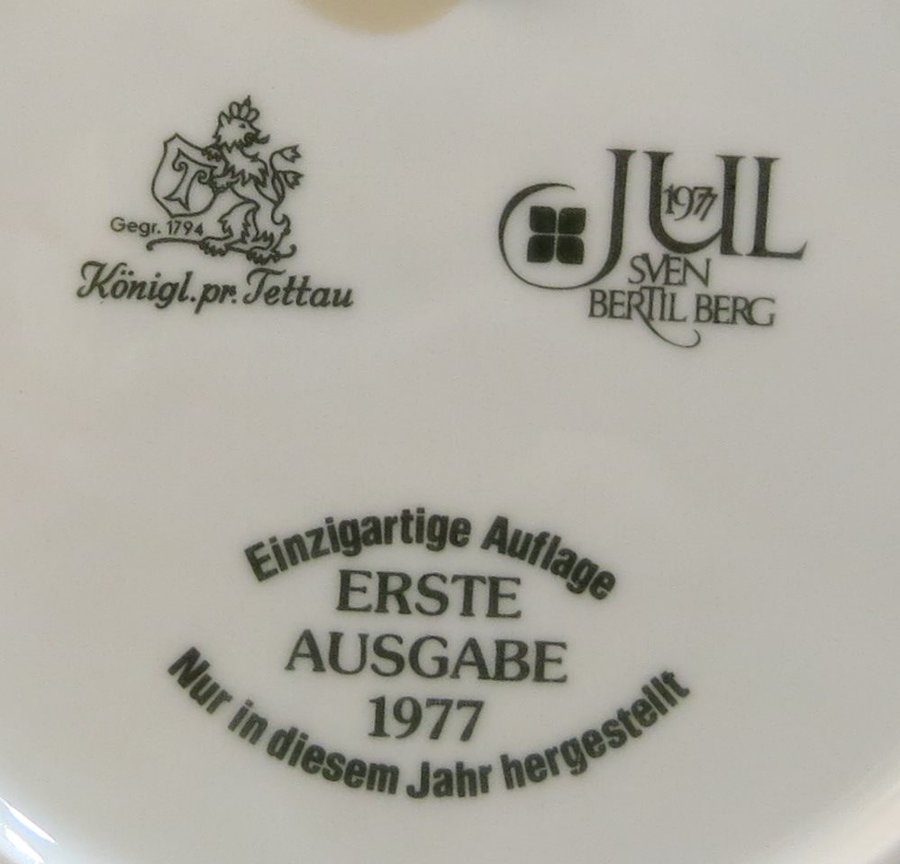 T
Gegr. 1794
Königl.pr. Tettau
JUL
1977
SVEN
BERTIL BERG
Einzigartige Auflage
ERSTE
AUSGABE
1977
Nur in diesem Jahr hergestellt